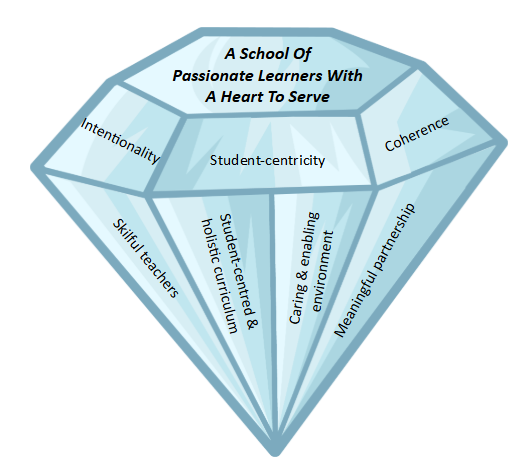 A School Of
Passionate Learners With
A Heart To Serve
Intentionality
Student-centricity
Coherence
Skilful teachers
Student-centred &
holistic curriculum
Caring & enabling
environment
Meaningful partnership